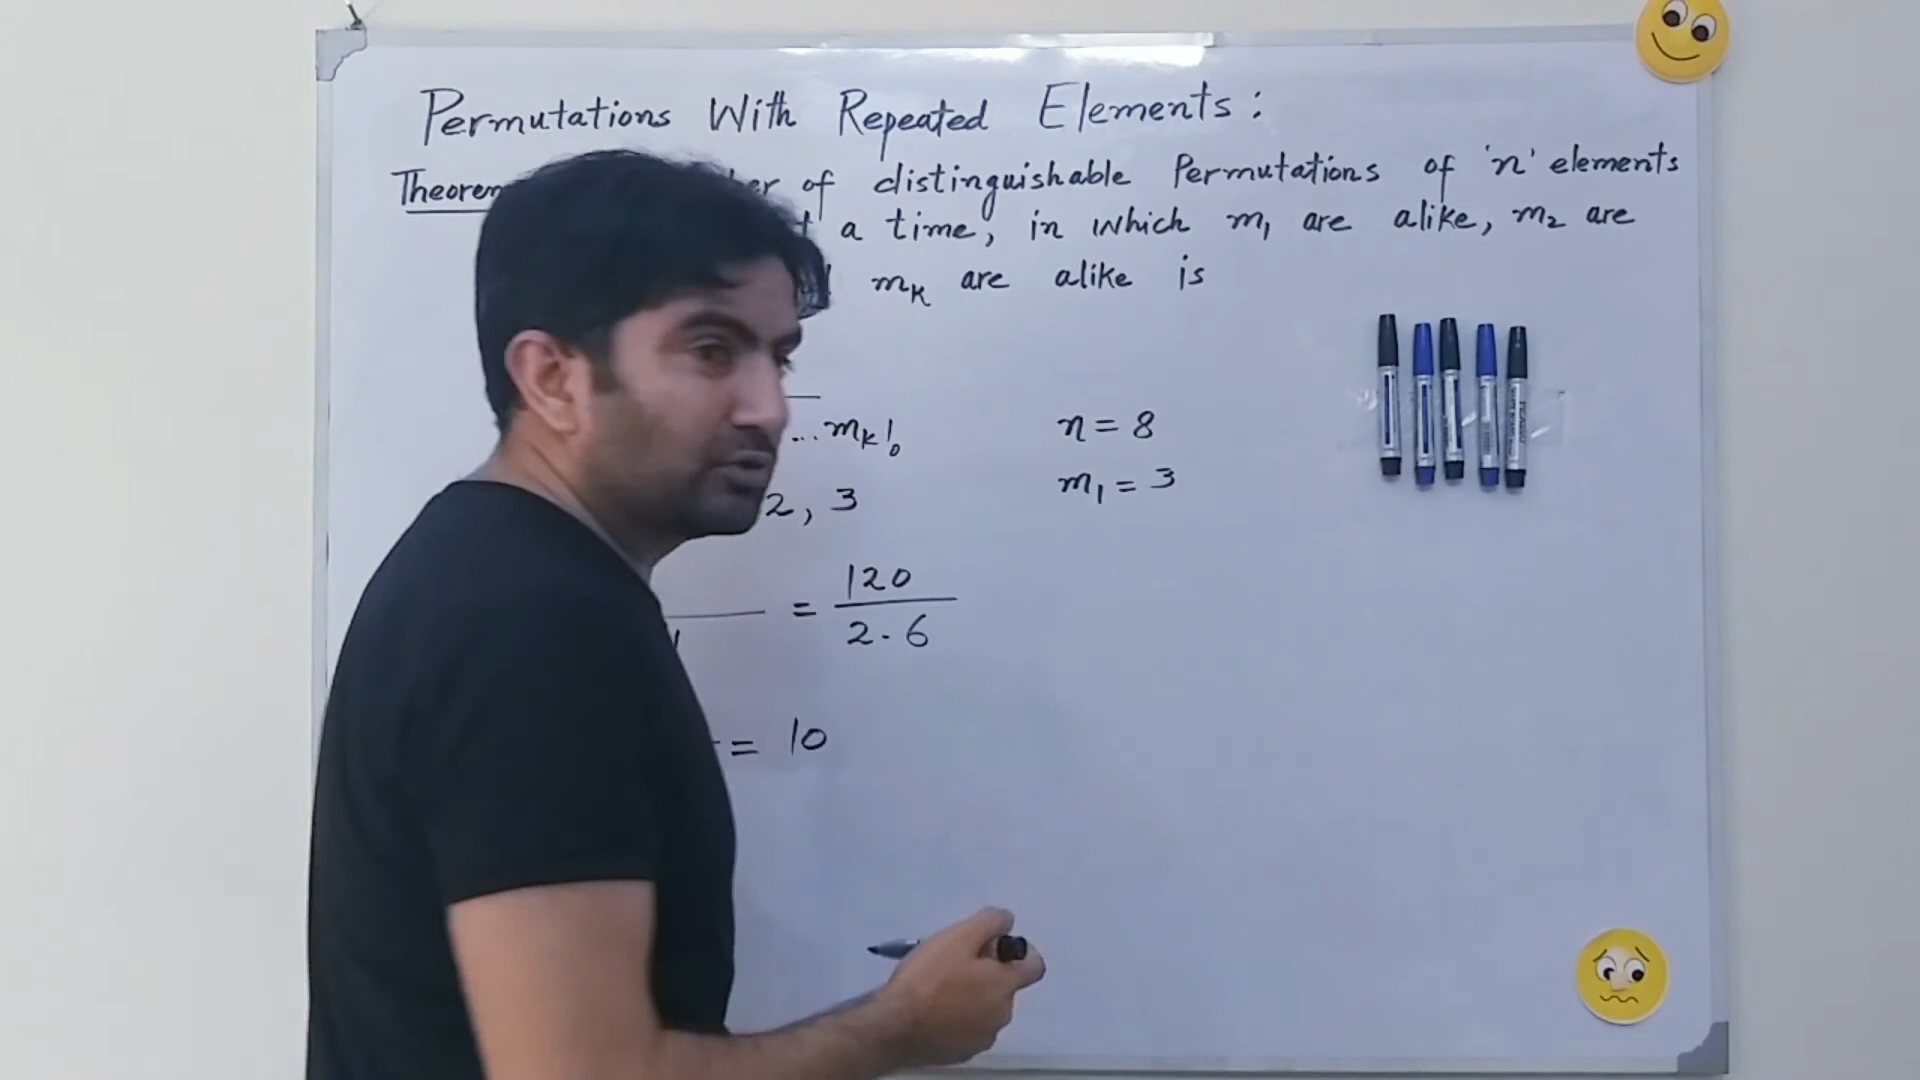 Permutations With Repeated Elements:
Theorem of distinguishable Permutations of 'n' elements
a time, in which m₁ are alike, m₂ are
mₖ are alike is
...mₖ!
n = 8
m₁ = 3
2, 3
= 120
2 . 6
= 10